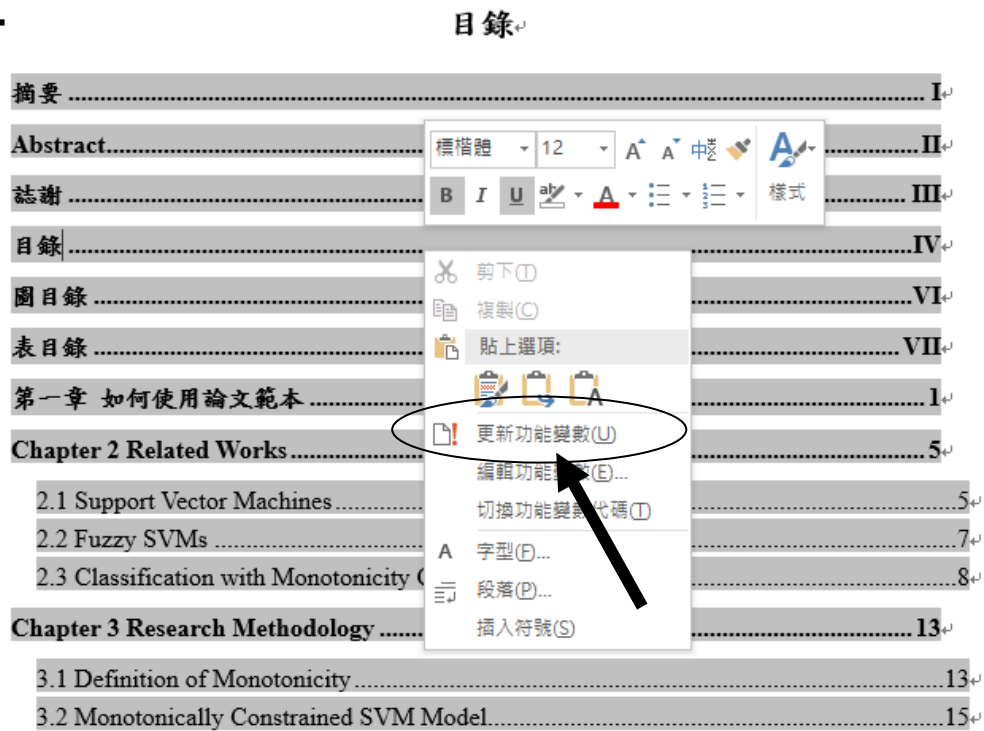 目錄
摘要 ........ I
Abstract........ II
標楷體 12 A A
A
樣式
誌謝 ........ III
B I U ab A
目錄 ........ IV
剪下(T)
圖目錄 ........ VI
複製(C)
表目錄 ........ VII
貼上選項:
第一章 如何使用論文範本 ........ 1
A
更新功能變數(U)
Chapter 2 Related Works ........ 5
編輯功能變數(E)...
2.1 Support Vector Machines ........ 5
切換功能變數代碼(T)
2.2 Fuzzy SVMs ........ 7
A 字型(F)...
2.3 Classification with Monotonicity ........ 8
段落(P)...
Chapter 3 Research Methodology ........ 13
插入符號(S)
3.1 Definition of Monotonicity ........ 13
3.2 Monotonically Constrained SVM Model ........ 15